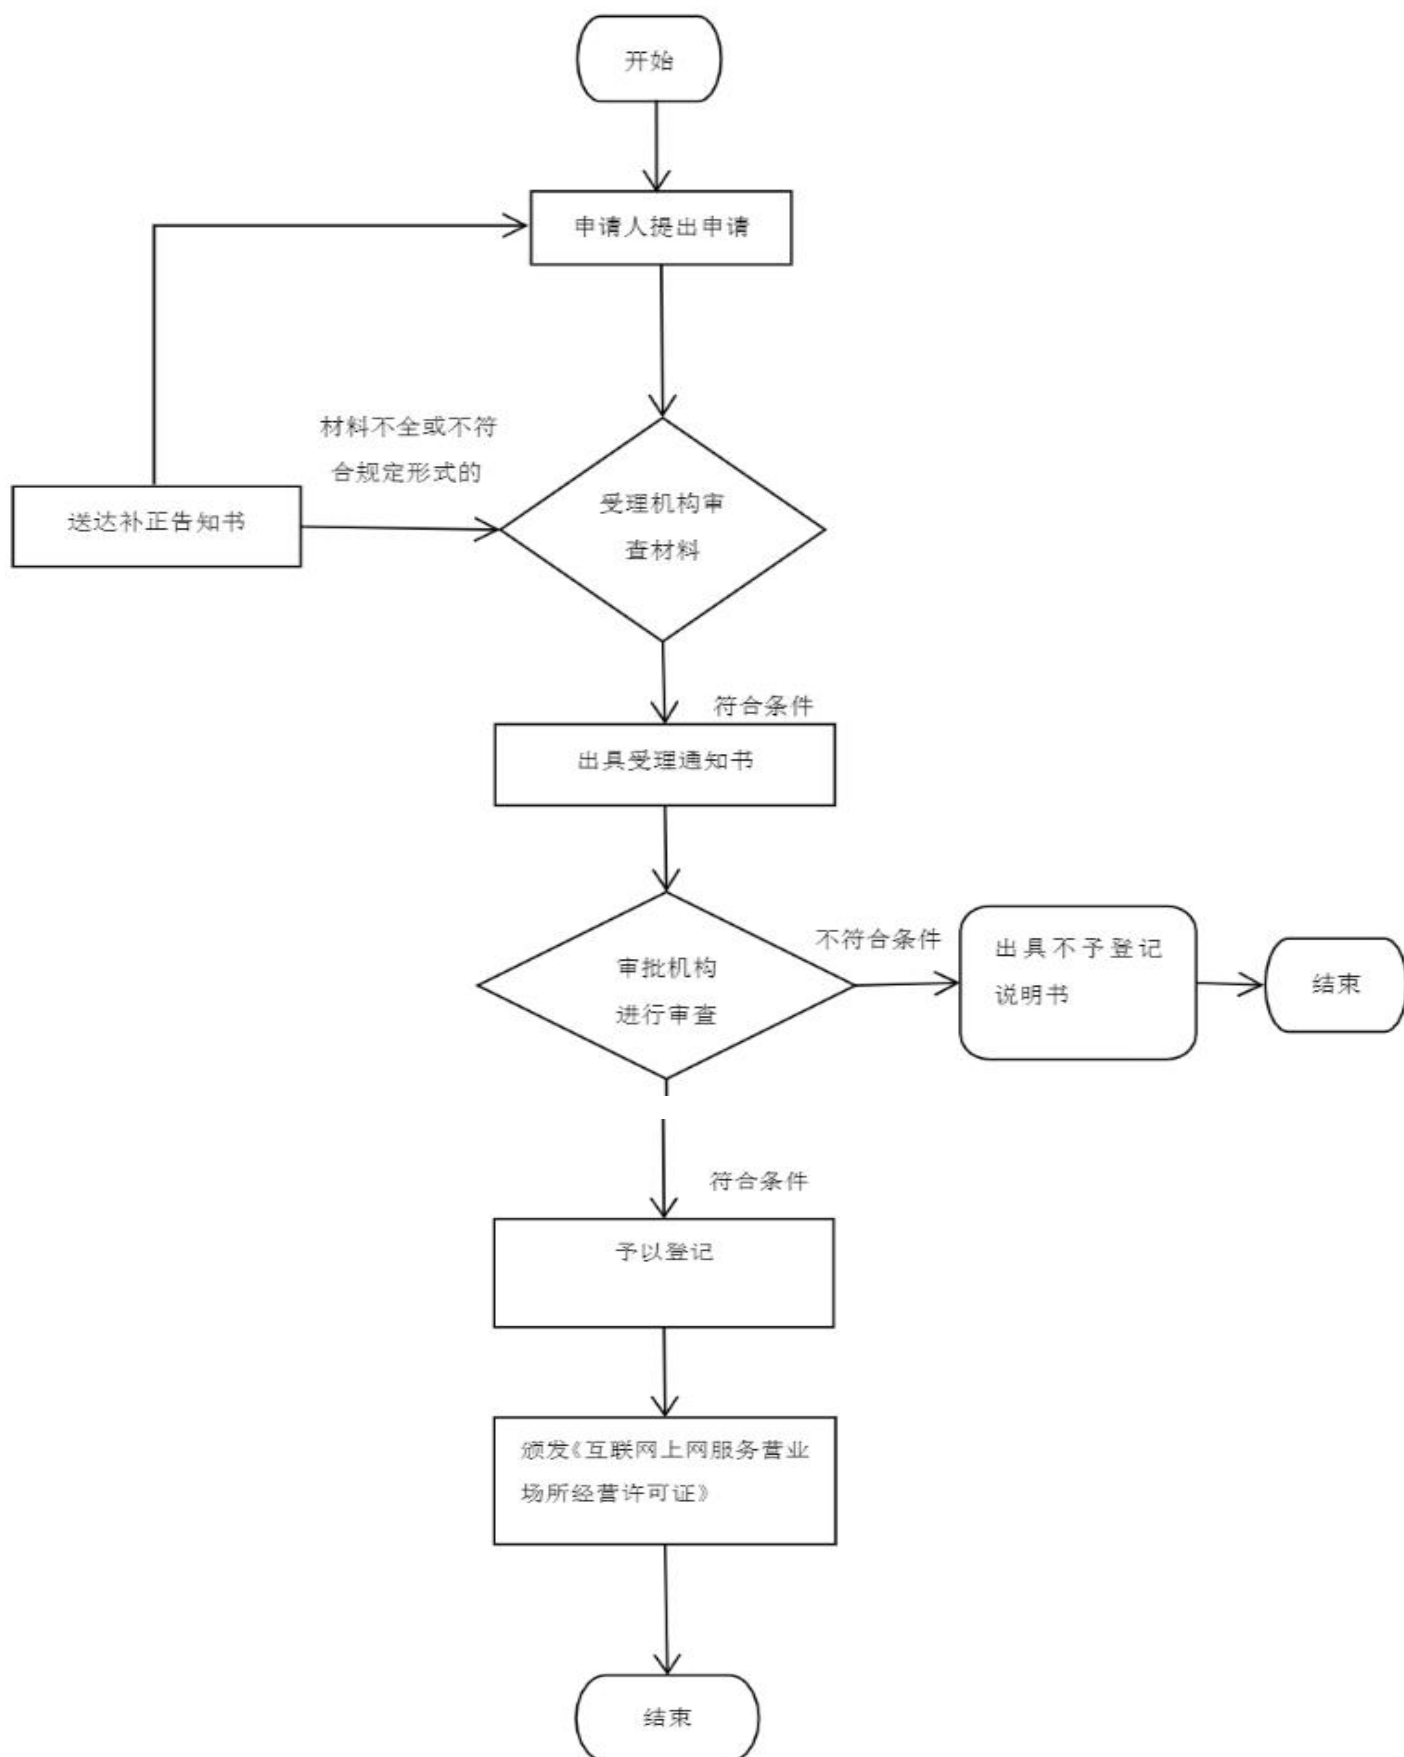 开始
申请人提出申请
材料不全或不符
合规定形式的
送达补正告知书
受理机构审
查材料
符合条件
出具受理通知书
审批机构
进行审查
不符合条件
出具不予登记
说明书
结束
符合条件
予以登记
颁发《互联网上网服务营业
场所经营许可证》
结束